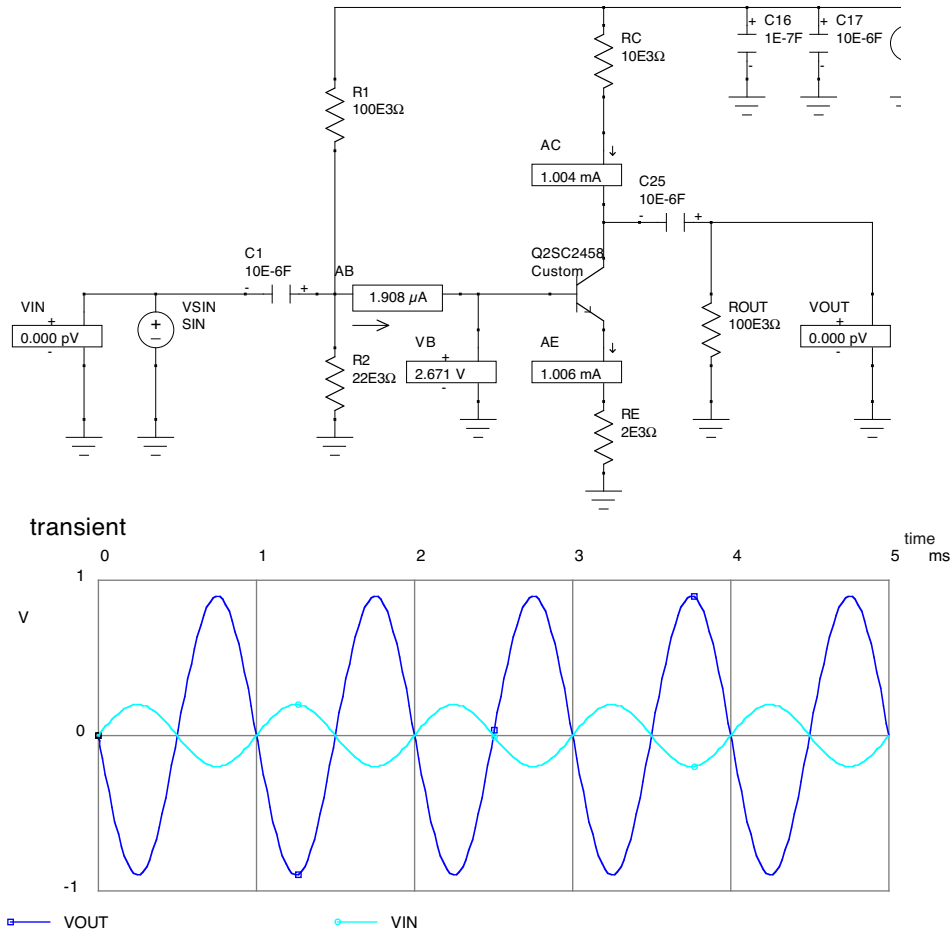 C16
1E-7F
C17
10E-6F
RC
10E3Ω
R1
100E3Ω
AC
1.004 mA
C25
10E-6F
C1
10E-6F
AB
1.908 µA
Q2SC2458
Custom
VIN
0.000 pV
VSIN
SIN
VB
2.671 V
AE
1.006 mA
ROUT
100E3Ω
VOUT
0.000 pV
R2
22E3Ω
RE
2E3Ω
transient
time
ms
0 1 2 3 4 5
1
V
0
-1
VOUT
VIN